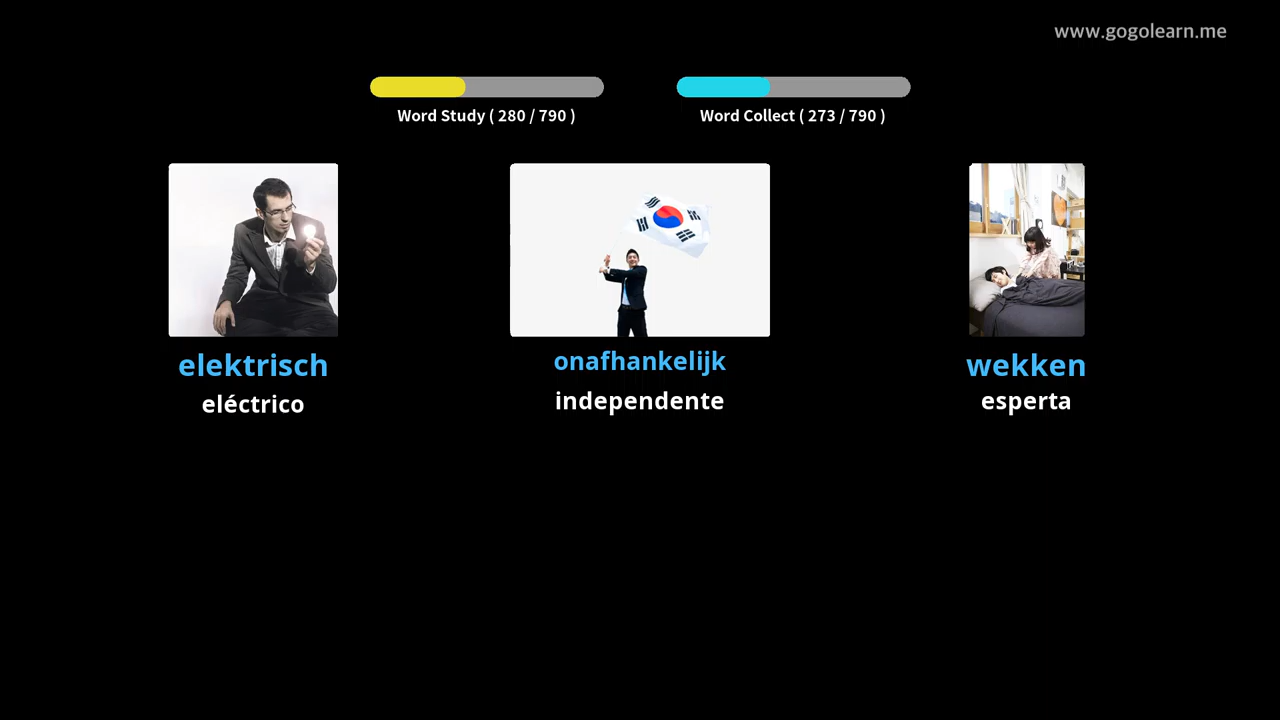 www.gogolearn.me
Word Study ( 280 / 790 )
Word Collect ( 273 / 790 )
elektrisch
eléctrico
onafhankelijk
independente
wekken
esperta